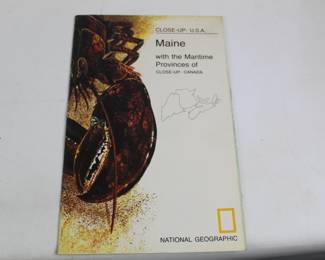 CLOSE-UP: U.S.A.
Maine
with the Maritime
Provinces of
CLOSE-UP: CANADA
NATIONAL GEOGRAPHIC